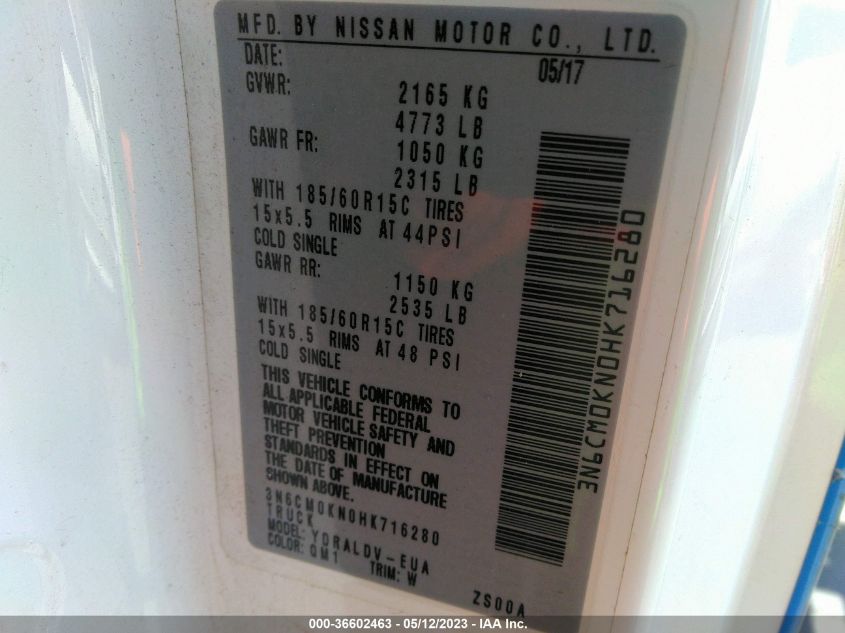 MFD. BY NISSAN MOTOR CO., LTD.
DATE: 05/17
GVWR: 2165 KG
4773 LB
GAWR FR: 1050 KG
2315 LB
WITH 185/60R15C TIRES
15x5.5 RIMS AT 44PSI
COLD SINGLE
GAWR RR: 1150 KG
2535 LB
WITH 185/60R15C TIRES
15x5.5 RIMS AT 48 PSI
COLD SINGLE
THIS VEHICLE CONFORMS TO
ALL APPLICABLE FEDERAL
MOTOR VEHICLE SAFETY AND
THEFT PREVENTION
STANDARDS IN EFFECT ON
THE DATE OF MANUFACTURE
SHOWN ABOVE.
3N6CM0KN0HK716280
TRUCK
MODEL: YDRALDV-EUA
COLOR: QM1 TRIM: W
ZS00A
3N6CM0KN0HK716280
000-36602463 - 05/12/2023 - IAA Inc.